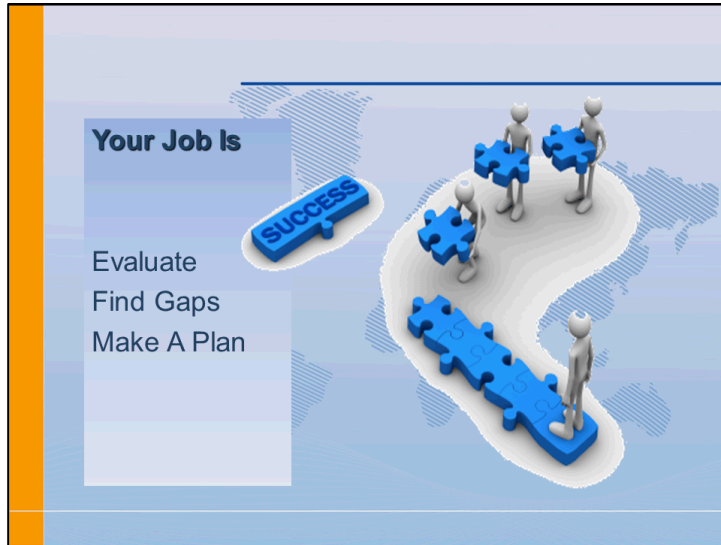 Your Job Is
SUCCESS
Evaluate
Find Gaps
Make A Plan